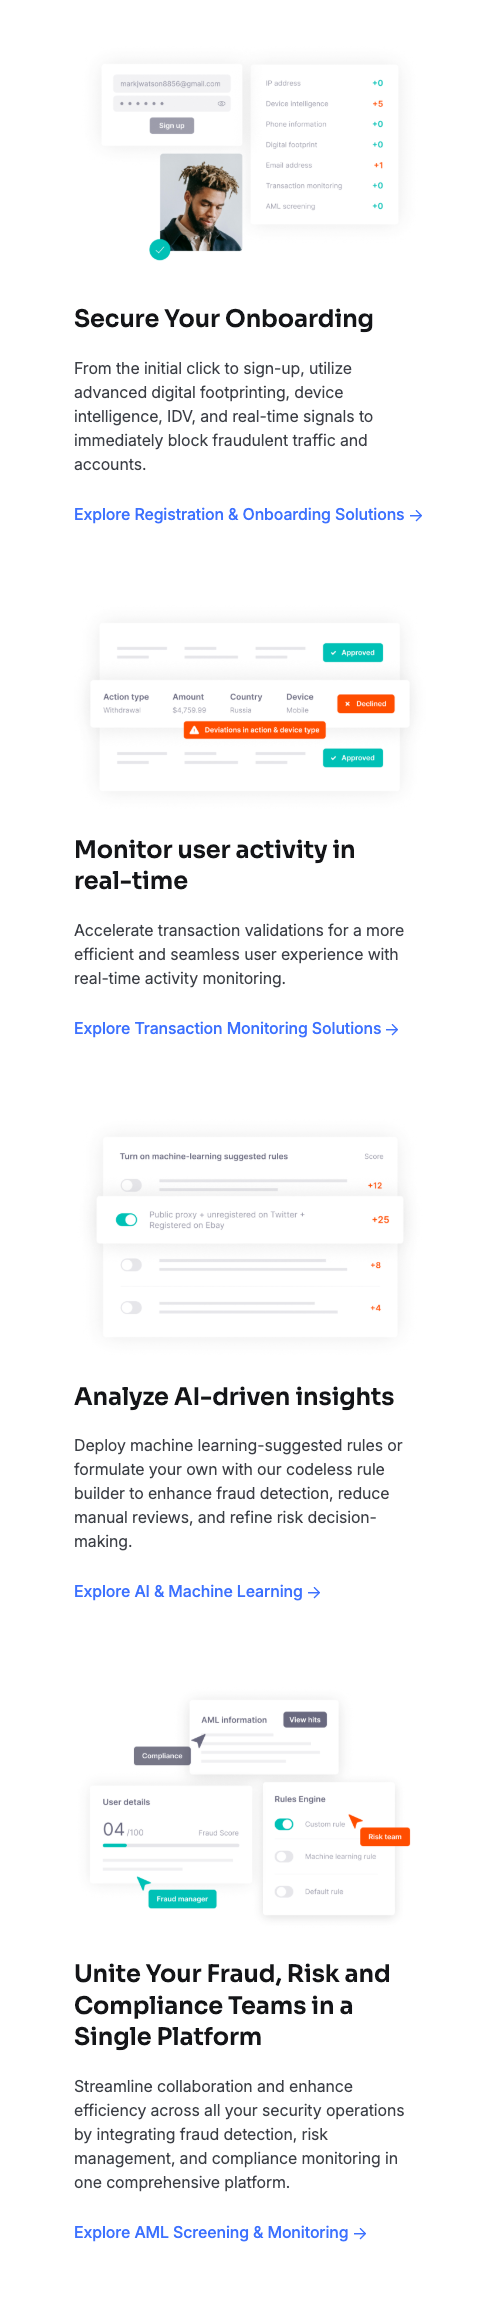 markjwatson8856@gmail.com
Sign up
IP address +0
Device intelligence +5
Phone information +0
Digital footprint +0
Email address +1
Transaction monitoring +0
AML screening +0
Secure Your Onboarding
From the initial click to sign-up, utilize
advanced digital footprinting, device
intelligence, IDV, and real-time signals to
immediately block fraudulent traffic and
accounts.
Explore Registration & Onboarding Solutions →
Approved
Action type Amount Country Device
Withdrawal $4,759.99 Russia Mobile
Declined
Deviations in action & device type
Approved
Monitor user activity in
real-time
Accelerate transaction validations for a more
efficient and seamless user experience with
real-time activity monitoring.
Explore Transaction Monitoring Solutions →
Turn on machine-learning suggested rules Score
+12
Public proxy + unregistered on Twitter +
Registered on Ebay
+25
+8
+4
Analyze AI-driven insights
Deploy machine learning-suggested rules or
formulate your own with our codeless rule
builder to enhance fraud detection, reduce
manual reviews, and refine risk decision-
making.
Explore AI & Machine Learning →
AML information View hits
Compliance
User details
04 /100 Fraud Score
Fraud manager
Rules Engine
Custom rule
Risk team
Machine learning rule
Default rule
Unite Your Fraud, Risk and
Compliance Teams in a
Single Platform
Streamline collaboration and enhance
efficiency across all your security operations
by integrating fraud detection, risk
management, and compliance monitoring in
one comprehensive platform.
Explore AML Screening & Monitoring →